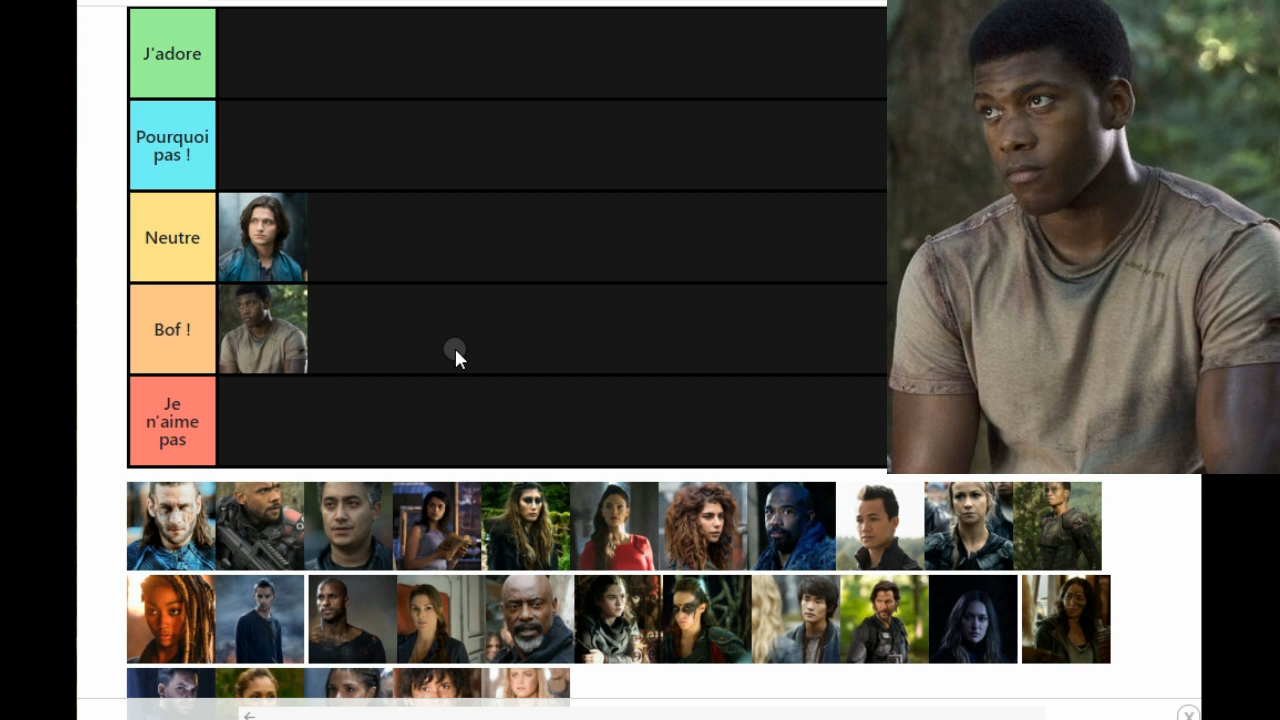 J'adore
Pourquoi
pas !
Neutre
Bof !
Je
n'aime
pas